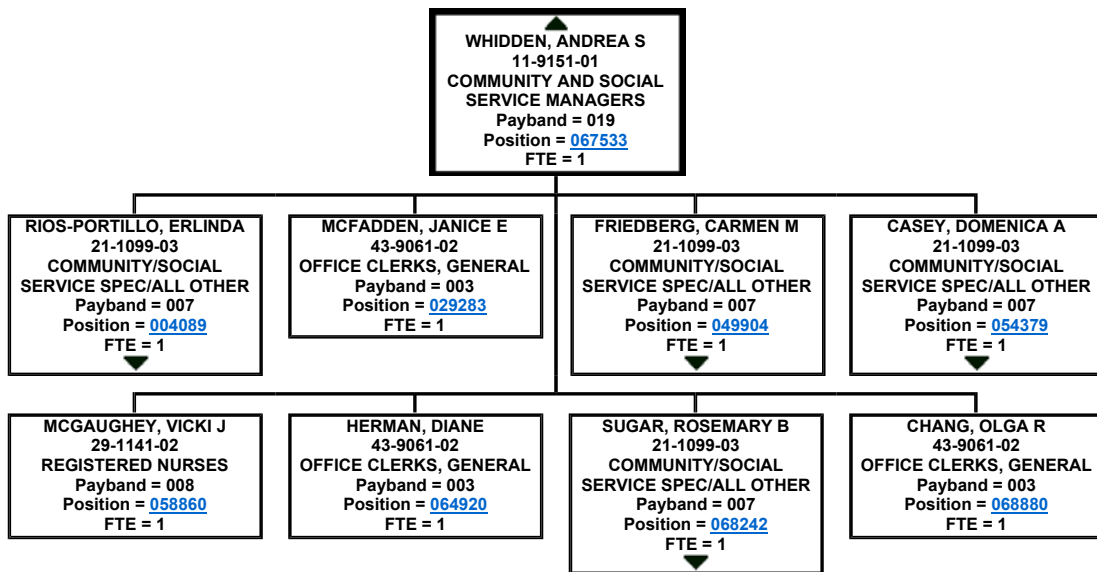 WHIDDEN, ANDREA S
11-9151-01
COMMUNITY AND SOCIAL
SERVICE MANAGERS
Payband = 019
Position = 067533
FTE = 1
RIOS-PORTILLO, ERLINDA
21-1099-03
COMMUNITY/SOCIAL
SERVICE SPEC/ALL OTHER
Payband = 007
Position = 004089
FTE = 1
MCFADDEN, JANICE E
43-9061-02
OFFICE CLERKS, GENERAL
Payband = 003
Position = 029283
FTE = 1
FRIEDBERG, CARMEN M
21-1099-03
COMMUNITY/SOCIAL
SERVICE SPEC/ALL OTHER
Payband = 007
Position = 049904
FTE = 1
CASEY, DOMENICA A
21-1099-03
COMMUNITY/SOCIAL
SERVICE SPEC/ALL OTHER
Payband = 007
Position = 054379
FTE = 1
MCGAUGHEY, VICKI J
29-1141-02
REGISTERED NURSES
Payband = 008
Position = 058860
FTE = 1
HERMAN, DIANE
43-9061-02
OFFICE CLERKS, GENERAL
Payband = 003
Position = 064920
FTE = 1
SUGAR, ROSEMARY B
21-1099-03
COMMUNITY/SOCIAL
SERVICE SPEC/ALL OTHER
Payband = 007
Position = 068242
FTE = 1
CHANG, OLGA R
43-9061-02
OFFICE CLERKS, GENERAL
Payband = 003
Position = 068880
FTE = 1